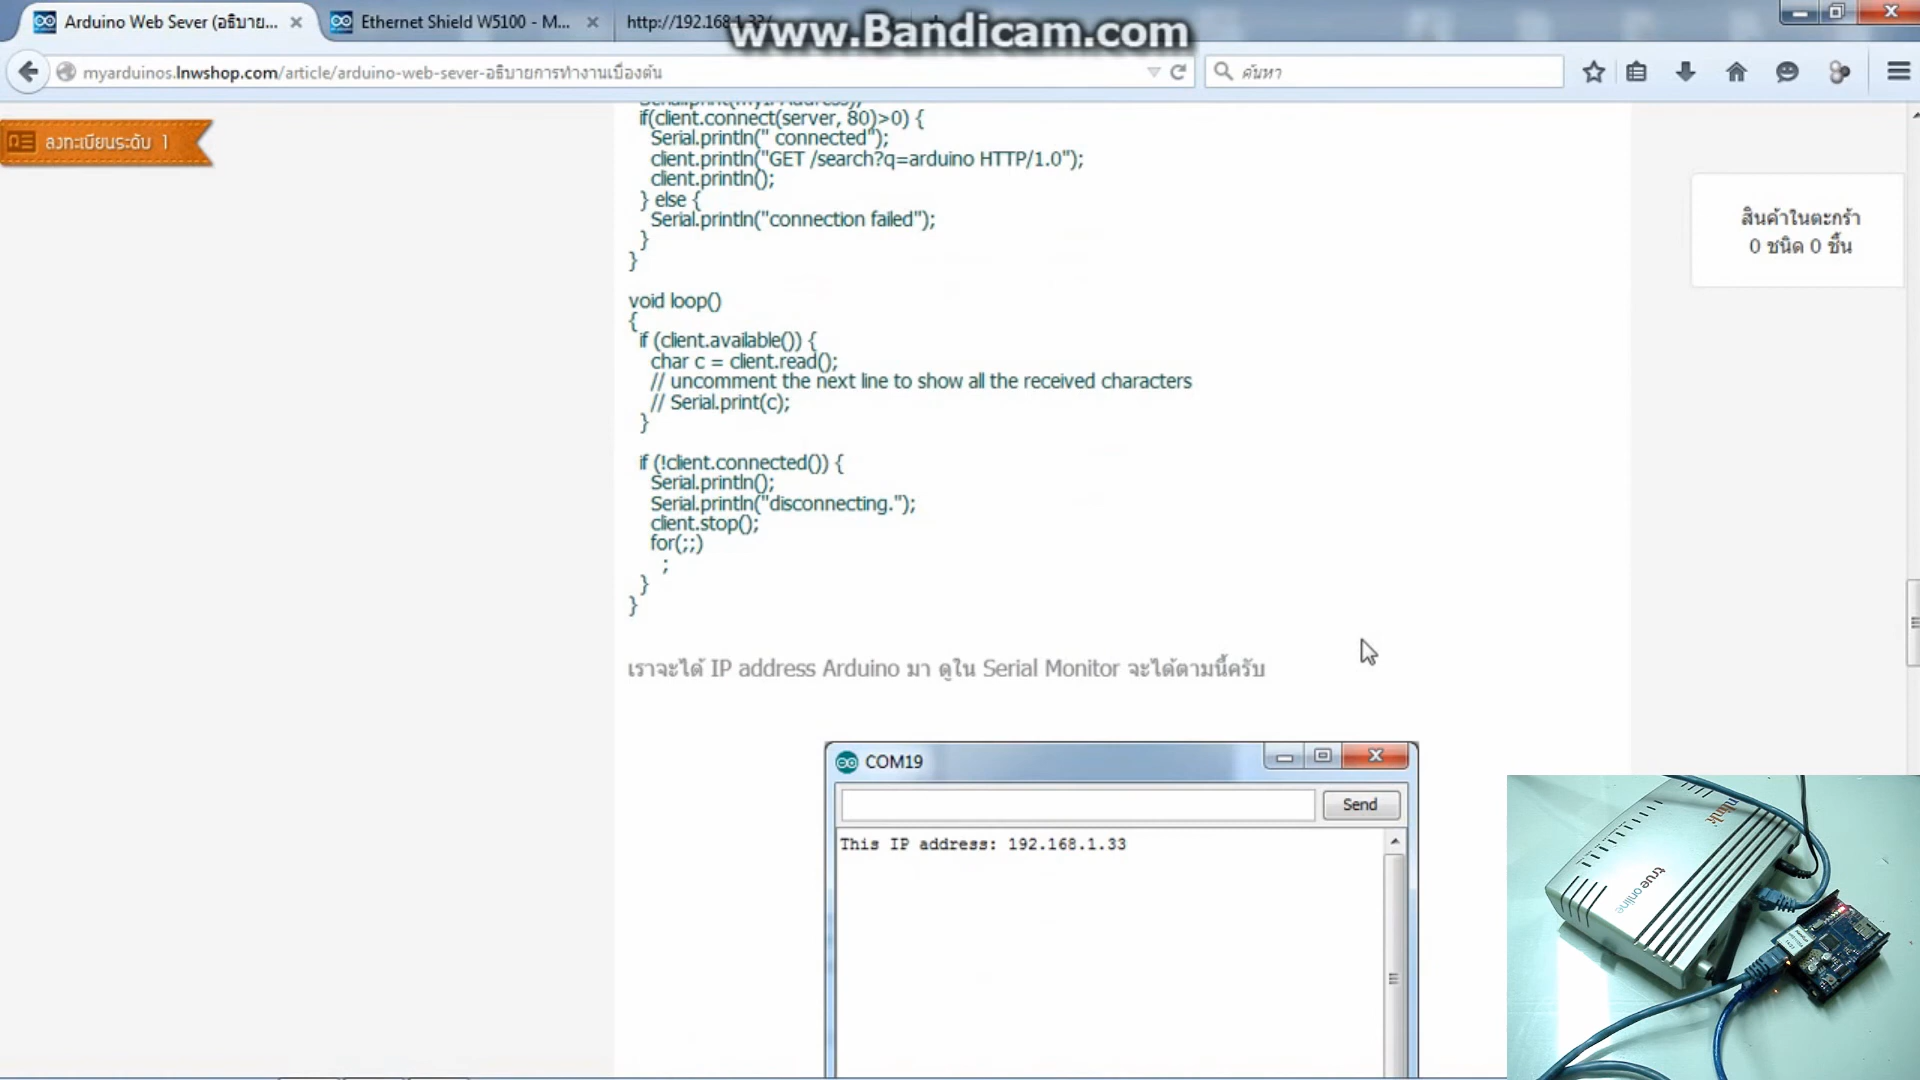 Arduino Web Sever (อธิบาย...
Ethernet Shield W5100 - M...
http://192.168.1.33/
www.Bandicam.com
myarduinos.lnwshop.com/article/arduino-web-sever-อธิบายการทำงานเบื่องต้น
ค้นหา
ลงทะเบียนระดับ 1
สินค้าในตะกร้า
0 ชนิด 0 ชิ้น
Serial.print(myIPAddress);
if(client.connect(server, 80)>0) {
Serial.println(" connected");
client.println("GET /search?q=arduino HTTP/1.0");
client.println();
} else {
Serial.println("connection failed");
}
}
void loop()
{
if (client.available()) {
char c = client.read();
// uncomment the next line to show all the received characters
// Serial.print(c);
}
if (!client.connected()) {
Serial.println();
Serial.println("disconnecting.");
client.stop();
for(;;)
;
}
}
เราจะได้ IP address Arduino มา ดูใน Serial Monitor จะได้ตามนี้ครับ
COM19
Send
This IP address: 192.168.1.33
true online